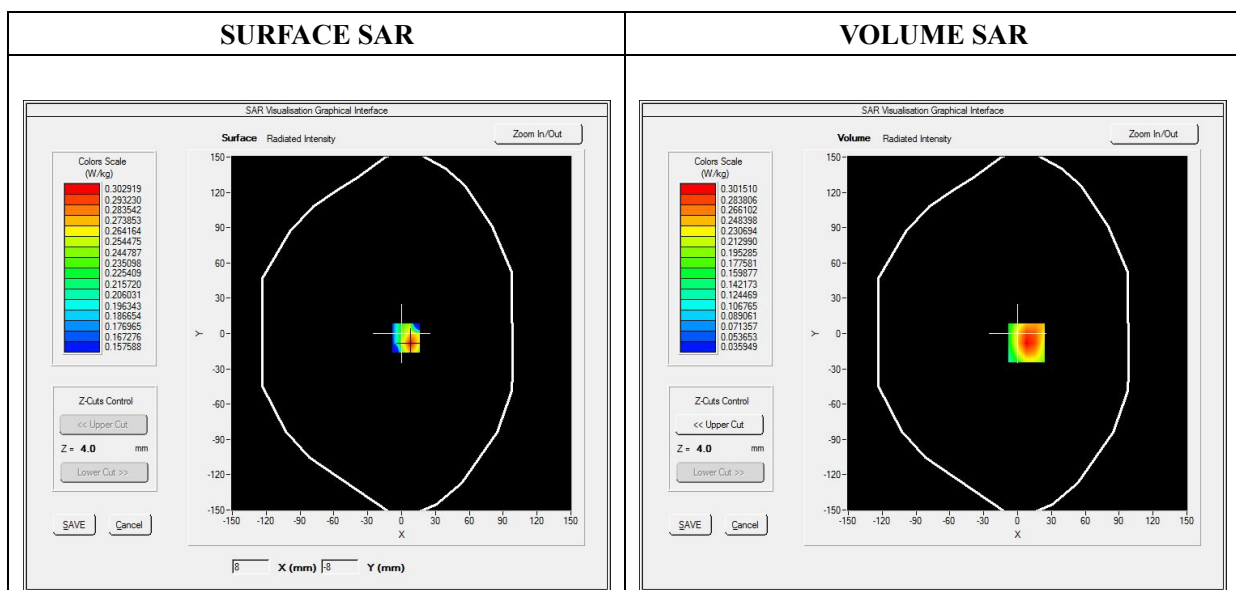 SURFACE SAR
VOLUME SAR
SAR Visualisation Graphical Interface
Surface Radiated Intensity
Zoom In/Out
Colors Scale
(W/kg)
0.302919
0.293230
0.283542
0.273853
0.264164
0.254475
0.244787
0.235098
0.225409
0.215720
0.206031
0.196343
0.186654
0.176965
0.167276
0.157588
Z-Cuts Control
<< Upper Cut
Z = 4.0 mm
Lower Cut >>
SAVE Cancel
150
120
90
60
30
0
-30
-60
-90
-120
-150
Y
-150 -120 -90 -60 -30 0 30 60 90 120 150
X
8 X (mm) -8 Y (mm)
SAR Visualisation Graphical Interface
Volume Radiated Intensity
Zoom In/Out
Colors Scale
(W/kg)
0.301510
0.283806
0.266102
0.248398
0.230694
0.212990
0.195285
0.177581
0.159877
0.142173
0.124469
0.106765
0.089061
0.071357
0.053653
0.035949
Z-Cuts Control
<< Upper Cut
Z = 4.0 mm
Lower Cut >>
SAVE Cancel
150
120
90
60
30
0
-30
-60
-90
-120
-150
Y
-150 -120 -90 -60 -30 0 30 60 90 120 150
X